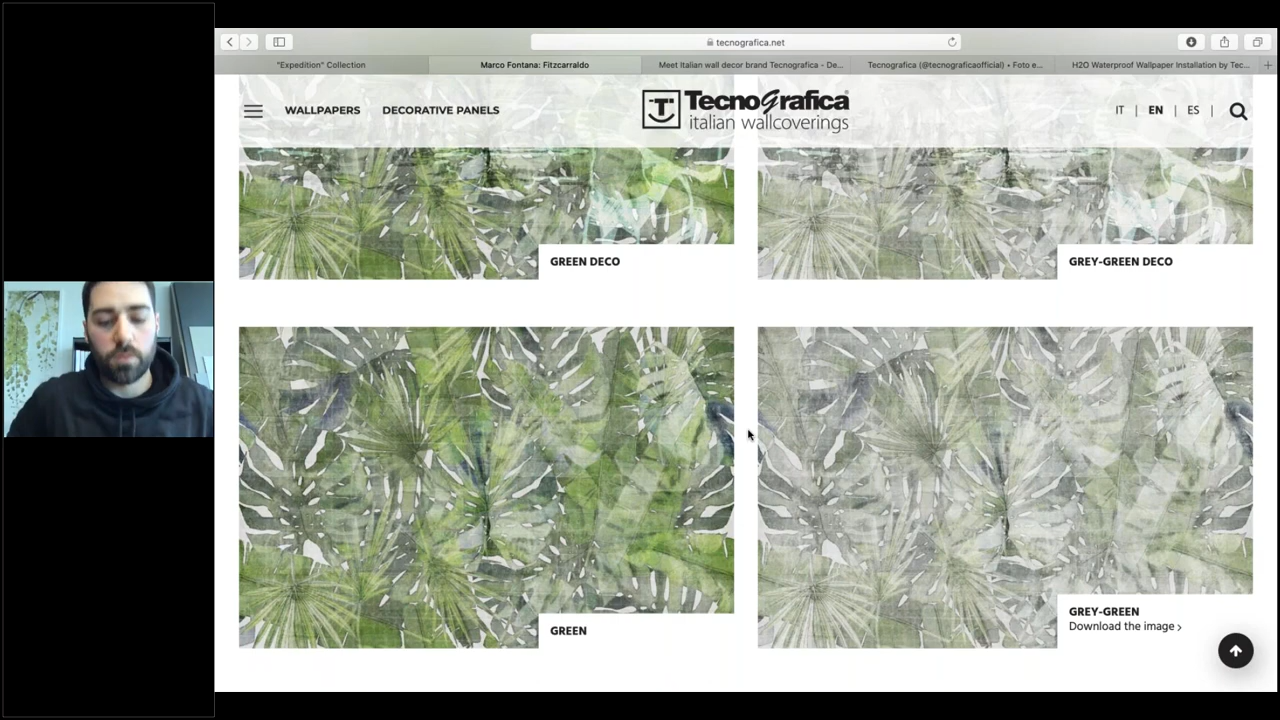 tecnografica.net
"Expedition" Collection
Marco Fontana: Fitzcarraldo
Meet Italian wall decor brand Tecnografica - De...
Tecnografica (@tecnograficaofficial) • Foto e...
H2O Waterproof Wallpaper Installation by Tec...
WALLPAPERS
DECORATIVE PANELS
TecnoGrafica
italian wallcoverings
IT | EN | ES |
GREEN DECO
GREY-GREEN DECO
GREEN
GREY-GREEN
Download the image ›